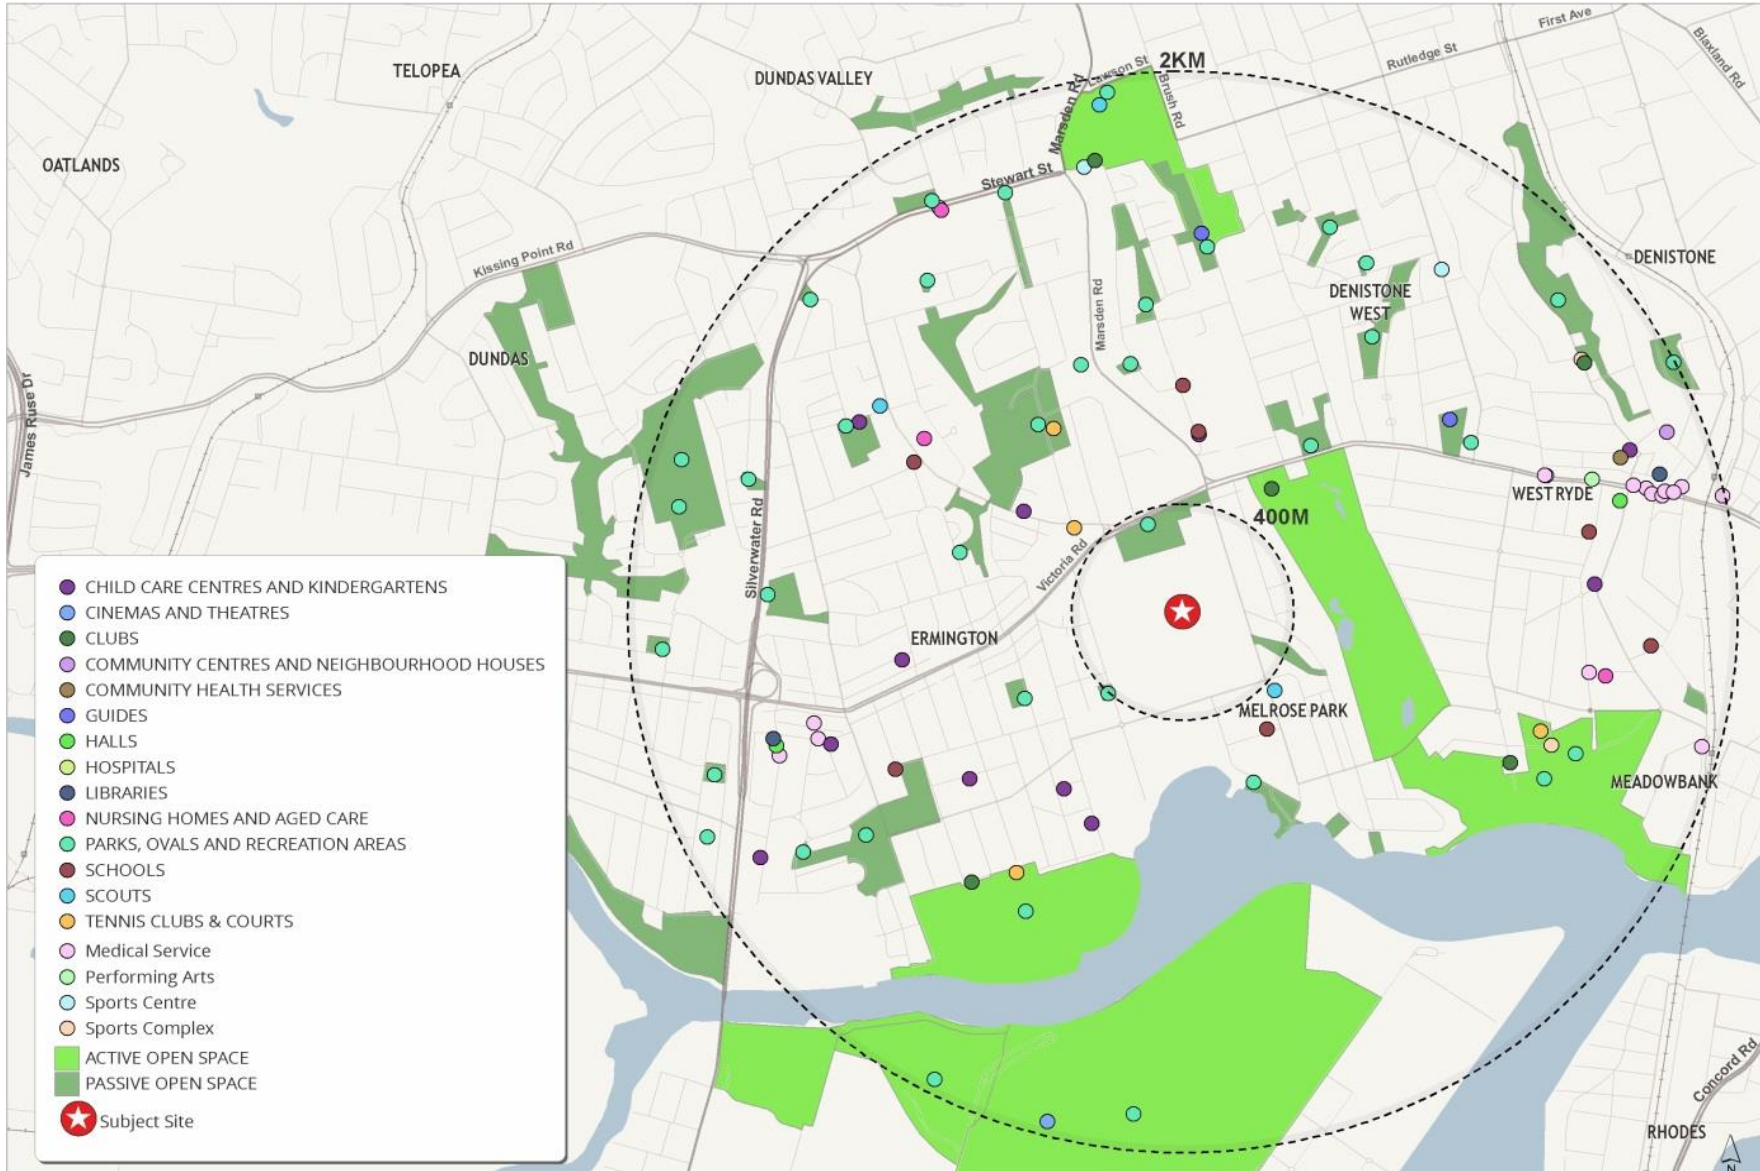 First Ave
Blaxland Rd
Rutledge St
2KM
Lawson St
TELOPEA
DUNDAS VALLEY
Marsden Rd
Brush Rd
OATLANDS
Stewart St
Kissing Point Rd
DENISTONE
DENISTONE
WEST
Marsden Rd
DUNDAS
James Ruse Dr
WEST RYDE
400M
Silverwater Rd
Victoria Rd
ERMINGTON
MELROSE PARK
MEADOWBANK
CHILD CARE CENTRES AND KINDERGARTENS
CINEMAS AND THEATRES
CLUBS
COMMUNITY CENTRES AND NEIGHBOURHOOD HOUSES
COMMUNITY HEALTH SERVICES
GUIDES
HALLS
HOSPITALS
LIBRARIES
NURSING HOMES AND AGED CARE
PARKS, OVALS AND RECREATION AREAS
SCHOOLS
SCOUTS
TENNIS CLUBS & COURTS
Medical Service
Performing Arts
Sports Centre
Sports Complex
ACTIVE OPEN SPACE
PASSIVE OPEN SPACE
Subject Site
Concord Rd
RHODES
N